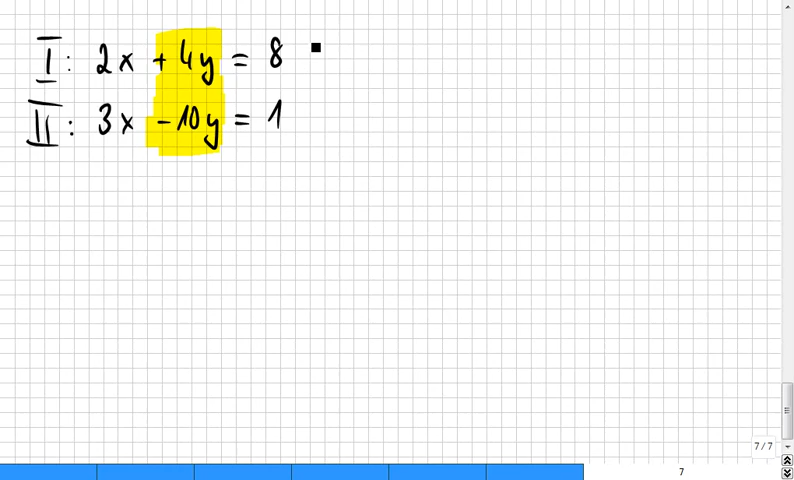 I: 2x + 4y = 8
II: 3x - 10y = 1
7/7
7